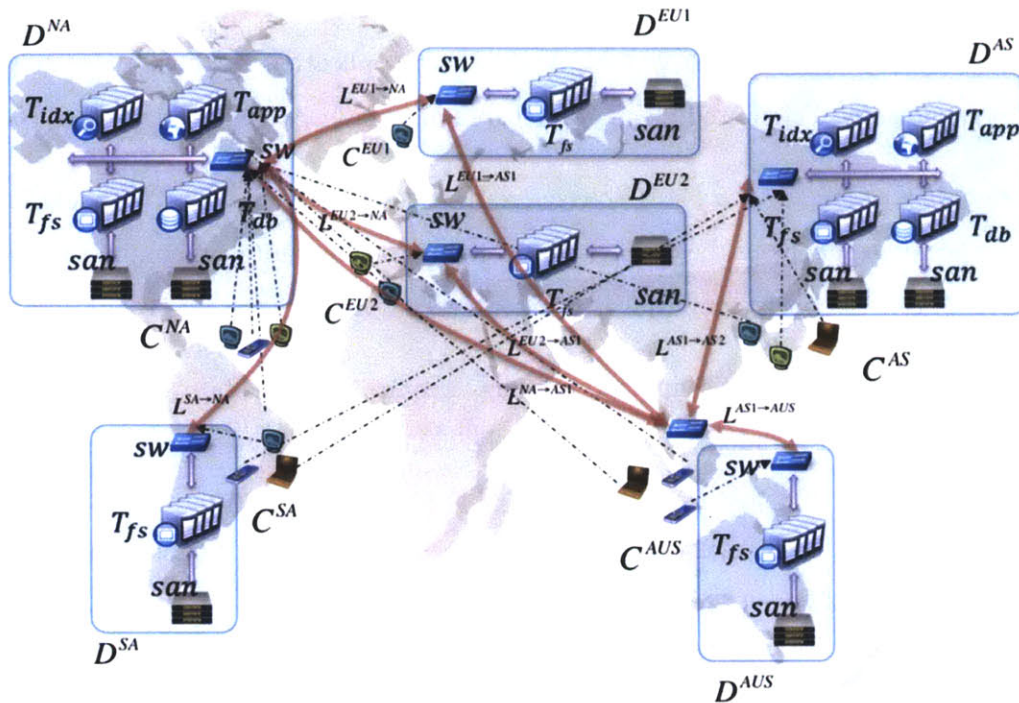 D^NA
D^EU1
D^AS
sw
L^EU1→NA
T_idx
T_app
T_fs
san
C^EU1
sw
T_idx
T_app
L^EU1→AS1
D^EU2
T_fs
T_db
L^EU2→NA
sw
T_fs
T_db
san
san
T_fs
san
san
san
C^NA
C^EU2
L^EU2→AS1
L^AS1→AS2
C^AS
L^SA→NA
L^NA→AS1
L^AS1→AUS
sw
sw
C^SA
T_fs
C^AUS
T_fs
san
san
D^SA
D^AUS